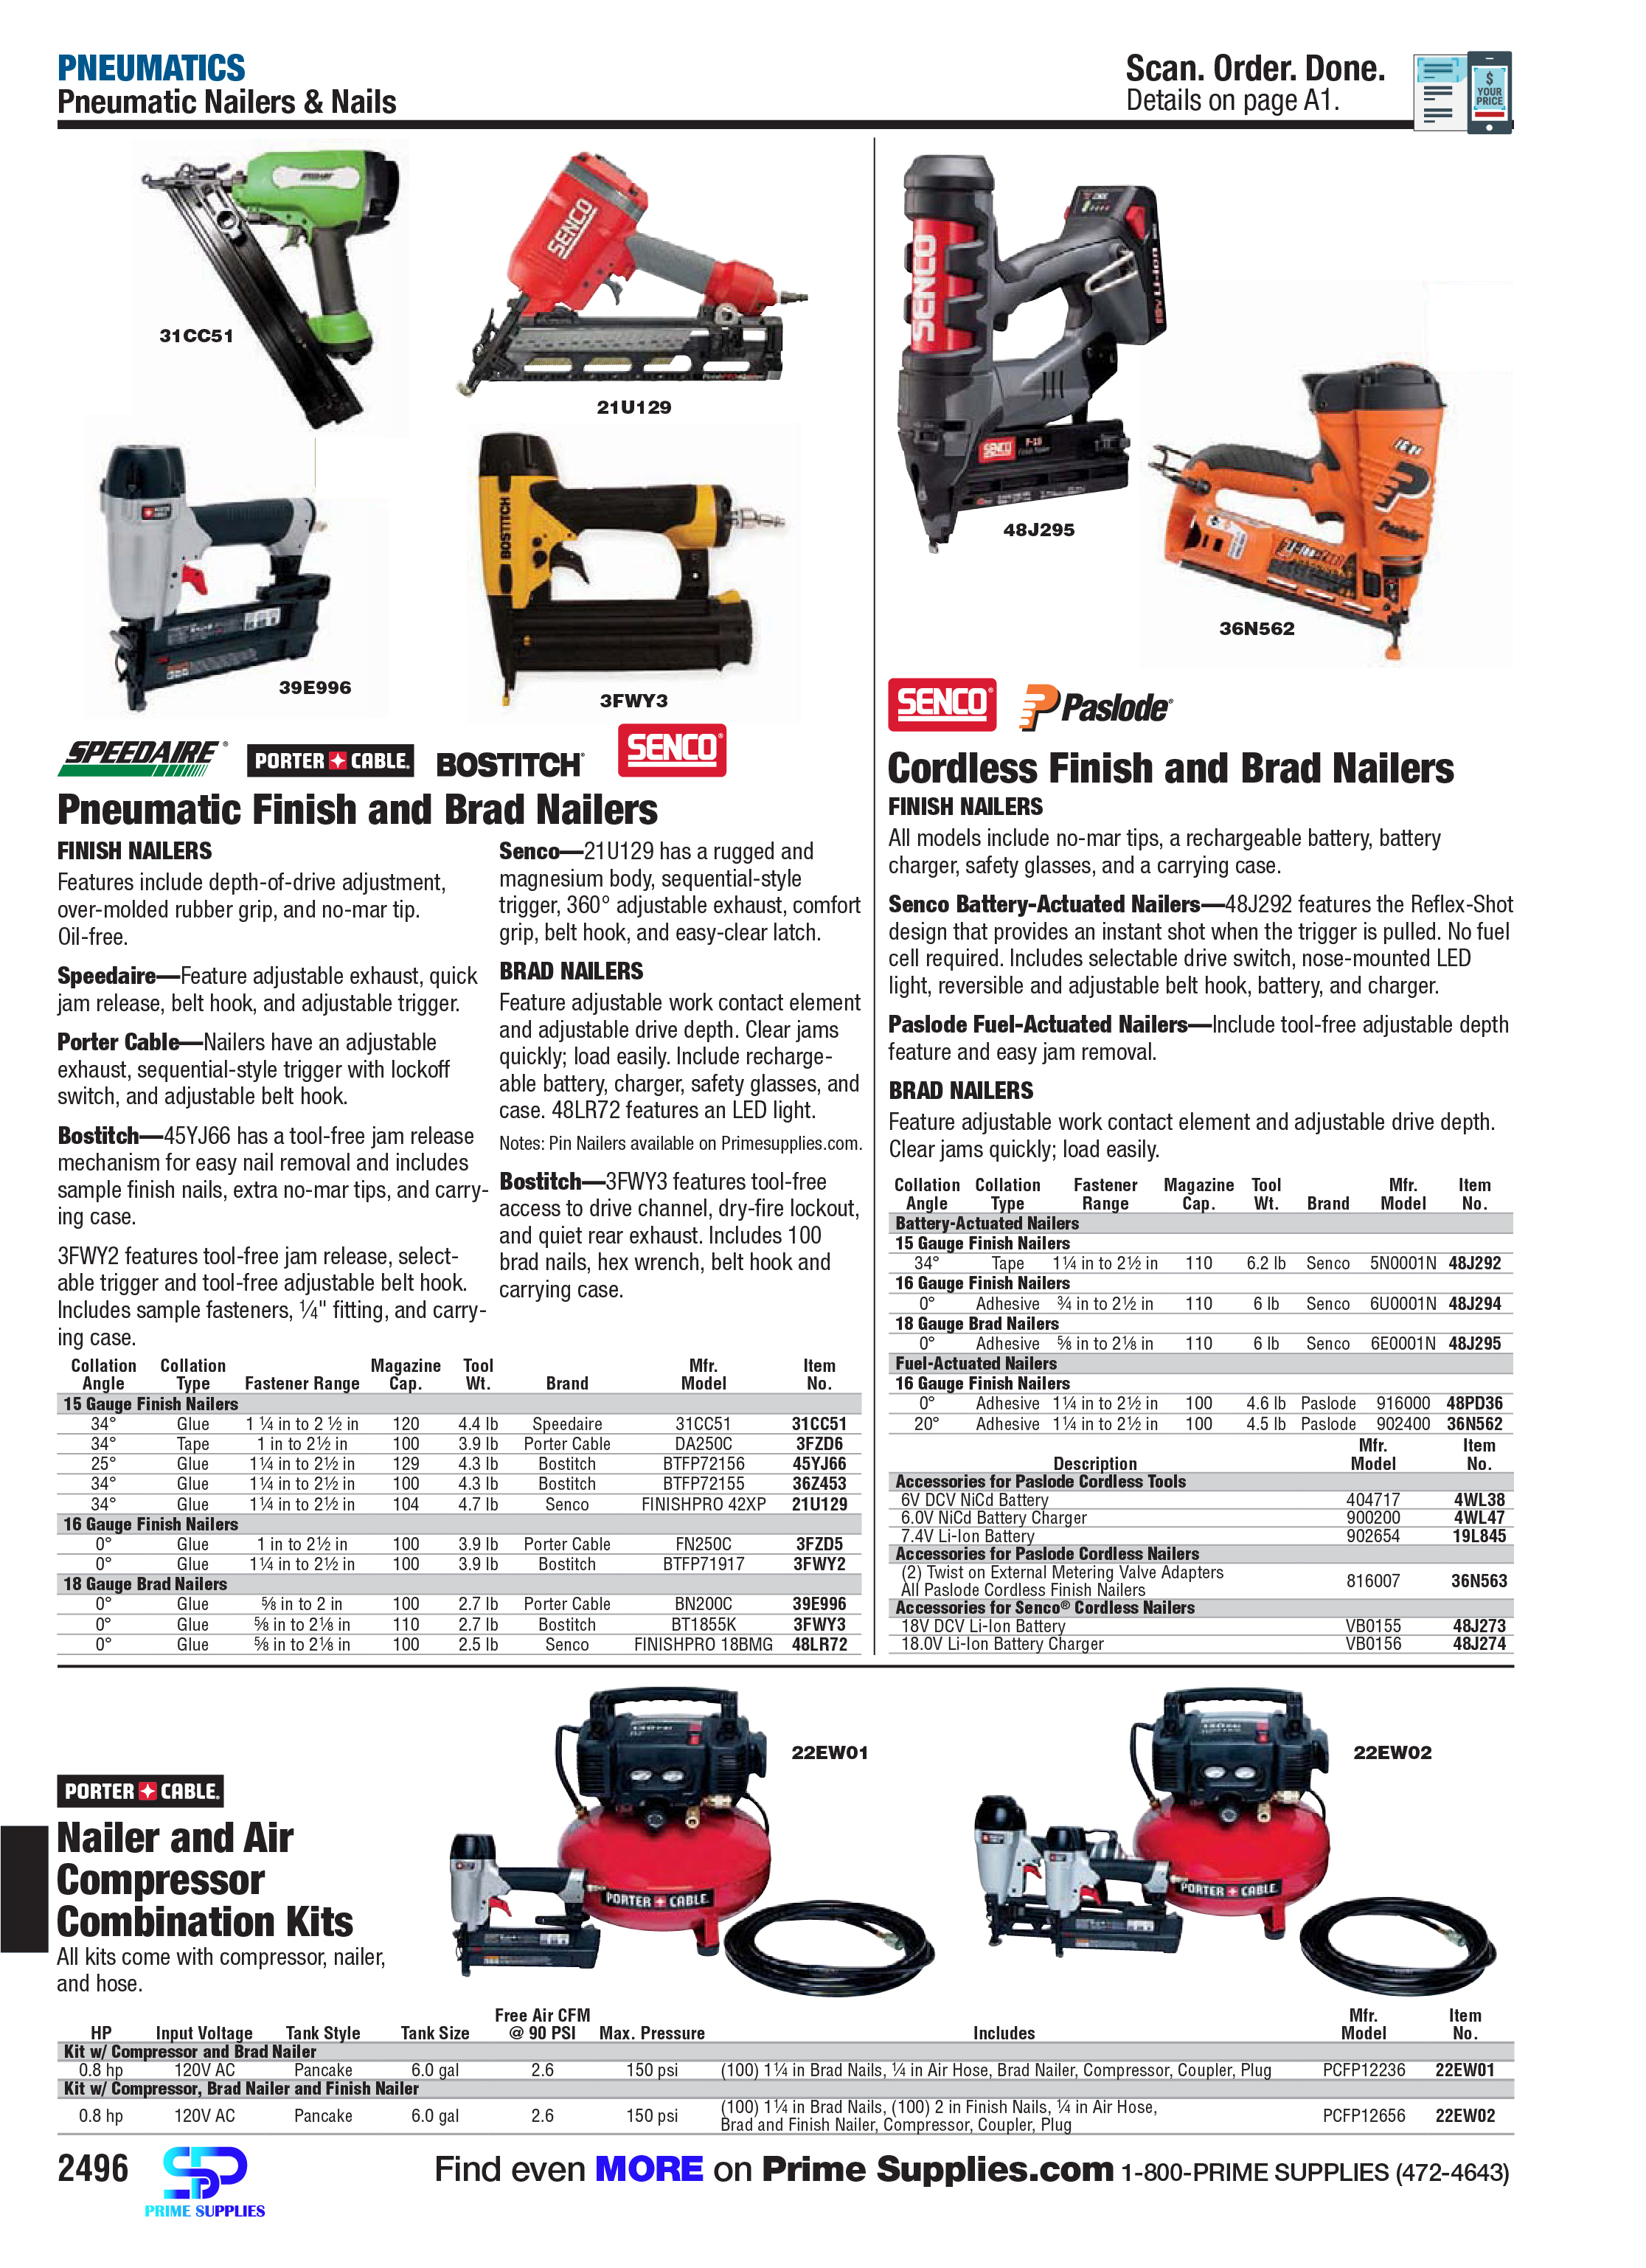 PNEUMATICS
Pneumatic Nailers & Nails
Scan. Order. Done.
Details on page A1.
$
YOUR
PRICE
SPEEDAIRE
31CC51
SENCO
21U129
PORTER
CABLE
39E996
BOSTITCH
3FWY3
SENCO
18V Li-Ion
SENCO
F-15
48J295
Paslode
36N562
SPEEDAIRE®
PORTER CABLE.
BOSTITCH®
SENCO®
Pneumatic Finish and Brad Nailers
FINISH NAILERS
Features include depth-of-drive adjustment,
over-molded rubber grip, and no-mar tip.
Oil-free.
Speedaire—Feature adjustable exhaust, quick
jam release, belt hook, and adjustable trigger.
Porter Cable—Nailers have an adjustable
exhaust, sequential-style trigger with lockoff
switch, and adjustable belt hook.
Bostitch—45YJ66 has a tool-free jam release
mechanism for easy nail removal and includes
sample finish nails, extra no-mar tips, and carry-
ing case.
3FWY2 features tool-free jam release, select-
able trigger and tool-free adjustable belt hook.
Includes sample fasteners, ¼" fitting, and carry-
ing case.
Senco—21U129 has a rugged and
magnesium body, sequential-style
trigger, 360° adjustable exhaust, comfort
grip, belt hook, and easy-clear latch.
BRAD NAILERS
Feature adjustable work contact element
and adjustable drive depth. Clear jams
quickly; load easily. Include recharge-
able battery, charger, safety glasses, and
case. 48LR72 features an LED light.
Notes: Pin Nailers available on Primesupplies.com.
Bostitch—3FWY3 features tool-free
access to drive channel, dry-fire lockout,
and quiet rear exhaust. Includes 100
brad nails, hex wrench, belt hook and
carrying case.
Collation Collation Magazine Tool Mfr. Item
Angle Type Fastener Range Cap. Wt. Brand Model No.
15 Gauge Finish Nailers
34° Glue 1 ¼ in to 2 ½ in 120 4.4 lb Speedaire 31CC51 31CC51
34° Tape 1 in to 2½ in 100 3.9 lb Porter Cable DA250C 3FZD6
25° Glue 1¼ in to 2½ in 129 4.3 lb Bostitch BTFP72156 45YJ66
34° Glue 1¼ in to 2½ in 100 4.3 lb Bostitch BTFP72155 36Z453
34° Glue 1¼ in to 2½ in 104 4.7 lb Senco FINISHPRO 42XP 21U129
16 Gauge Finish Nailers
0° Glue 1 in to 2½ in 100 3.9 lb Porter Cable FN250C 3FZD5
0° Glue 1¼ in to 2½ in 100 3.9 lb Bostitch BTFP71917 3FWY2
18 Gauge Brad Nailers
0° Glue ⅝ in to 2 in 100 2.7 lb Porter Cable BN200C 39E996
0° Glue ⅝ in to 2⅛ in 110 2.7 lb Bostitch BT1855K 3FWY3
0° Glue ⅝ in to 2⅛ in 100 2.5 lb Senco FINISHPRO 18BMG 48LR72
SENCO®
Paslode®
Cordless Finish and Brad Nailers
FINISH NAILERS
All models include no-mar tips, a rechargeable battery, battery
charger, safety glasses, and a carrying case.
Senco Battery-Actuated Nailers—48J292 features the Reflex-Shot
design that provides an instant shot when the trigger is pulled. No fuel
cell required. Includes selectable drive switch, nose-mounted LED
light, reversible and adjustable belt hook, battery, and charger.
Paslode Fuel-Actuated Nailers—Include tool-free adjustable depth
feature and easy jam removal.
BRAD NAILERS
Feature adjustable work contact element and adjustable drive depth.
Clear jams quickly; load easily.
Collation Collation Fastener Magazine Tool Mfr. Item
Angle Type Range Cap. Wt. Brand Model No.
Battery-Actuated Nailers
15 Gauge Finish Nailers
34° Tape 1¼ in to 2½ in 110 6.2 lb Senco 5N0001N 48J292
16 Gauge Finish Nailers
0° Adhesive ¾ in to 2½ in 110 6 lb Senco 6U0001N 48J294
18 Gauge Brad Nailers
0° Adhesive ⅝ in to 2⅛ in 110 6 lb Senco 6E0001N 48J295
Fuel-Actuated Nailers
16 Gauge Finish Nailers
0° Adhesive 1¼ in to 2½ in 100 4.6 lb Paslode 916000 48PD36
20° Adhesive 1¼ in to 2½ in 100 4.5 lb Paslode 902400 36N562
Mfr. Item
Description Model No.
Accessories for Paslode Cordless Tools
6V DCV NiCd Battery 404717 4WL38
6.0V NiCd Battery Charger 900200 4WL47
7.4V Li-Ion Battery 902654 19L845
Accessories for Paslode Cordless Nailers
(2) Twist on External Metering Valve Adapters
All Paslode Cordless Finish Nailers 816007 36N563
Accessories for Senco® Cordless Nailers
18V DCV Li-Ion Battery VB0155 48J273
18.0V Li-Ion Battery Charger VB0156 48J274
PORTER CABLE.
Nailer and Air
Compressor
Combination Kits
All kits come with compressor, nailer,
and hose.
PORTER CABLE
22EW01
PORTER CABLE
22EW02
Free Air CFM Mfr. Item
HP Input Voltage Tank Style Tank Size @ 90 PSI Max. Pressure Includes Model No.
Kit w/ Compressor and Brad Nailer
0.8 hp 120V AC Pancake 6.0 gal 2.6 150 psi (100) 1¼ in Brad Nails, ¼ in Air Hose, Brad Nailer, Compressor, Coupler, Plug PCFP12236 22EW01
Kit w/ Compressor, Brad Nailer and Finish Nailer
0.8 hp 120V AC Pancake 6.0 gal 2.6 150 psi (100) 1¼ in Brad Nails, (100) 2 in Finish Nails, ¼ in Air Hose,
Brad and Finish Nailer, Compressor, Coupler, Plug PCFP12656 22EW02
2496
PRIME SUPPLIES
Find even MORE on Prime Supplies.com 1-800-PRIME SUPPLIES (472-4643)